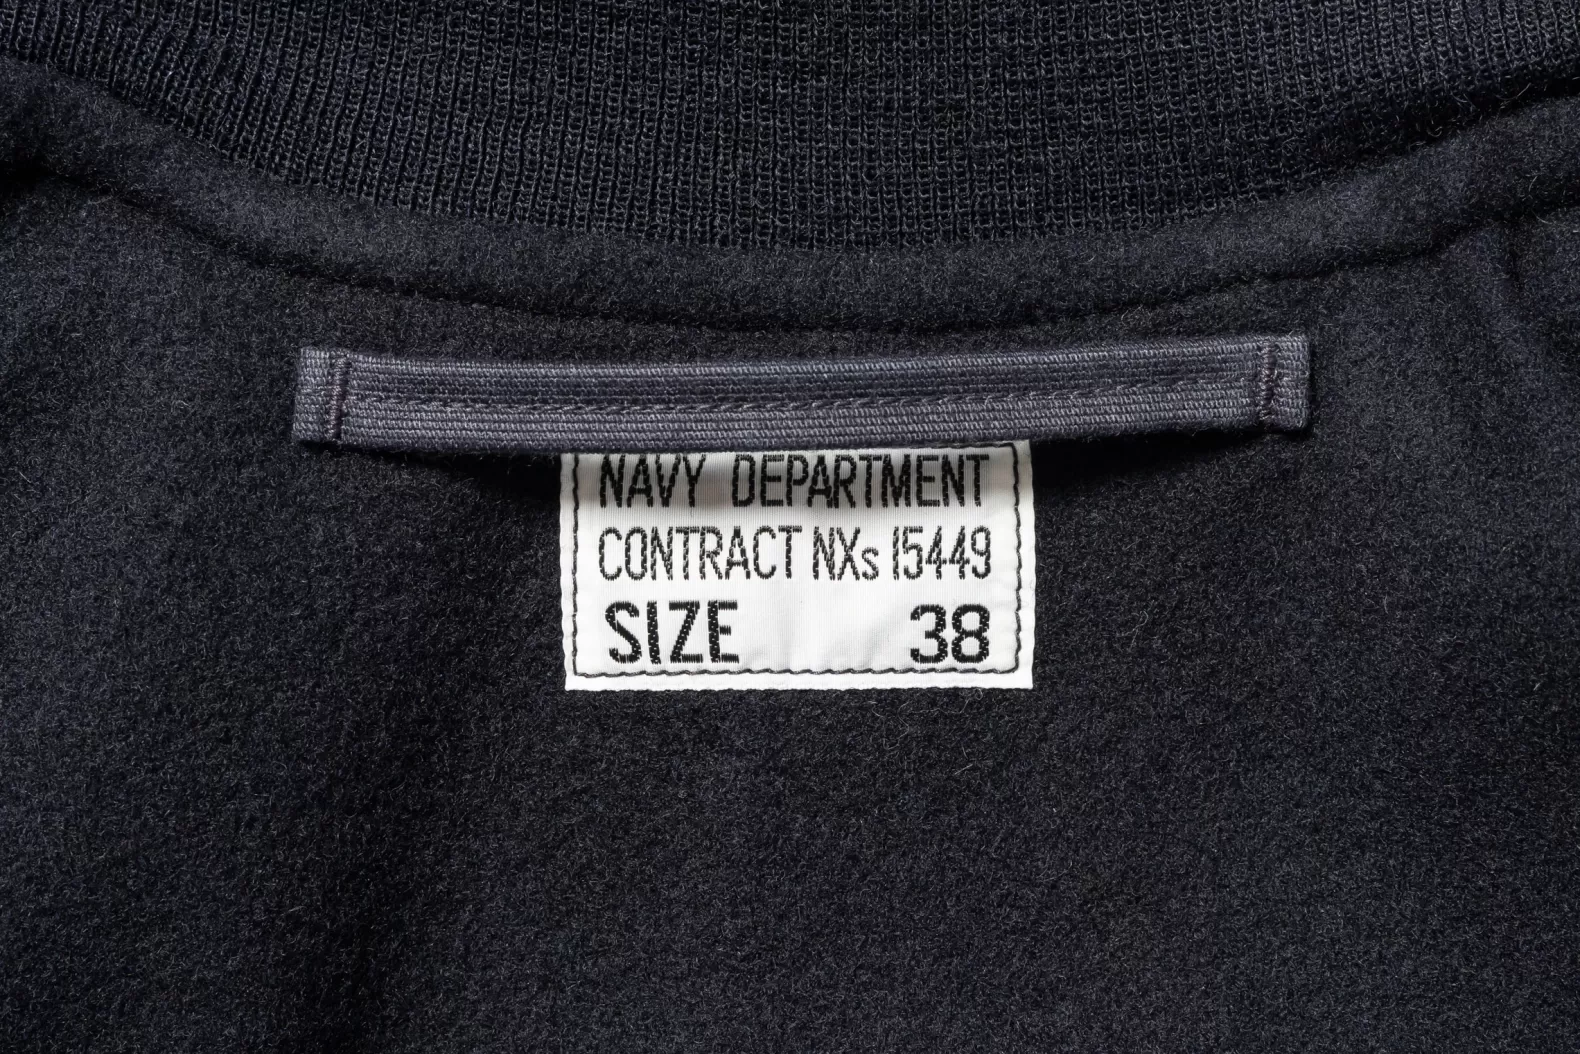 NAVY DEPARTMENT
CONTRACT NXs 15449
SIZE 38